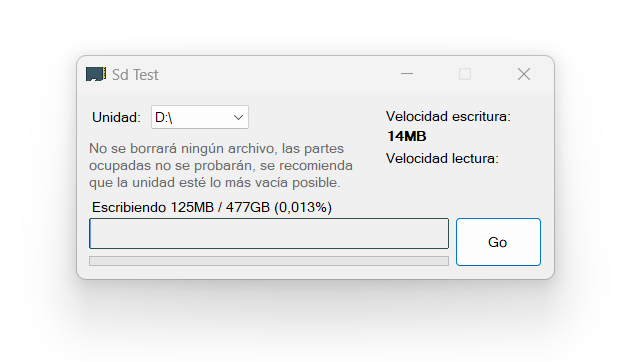 Sd Test
Unidad: D:\
Velocidad escritura:
14MB
Velocidad lectura:
No se borrará ningún archivo, las partes
ocupadas no se probarán, se recomienda
que la unidad esté lo más vacía posible.
Escribiendo 125MB / 477GB (0,013%)
Go